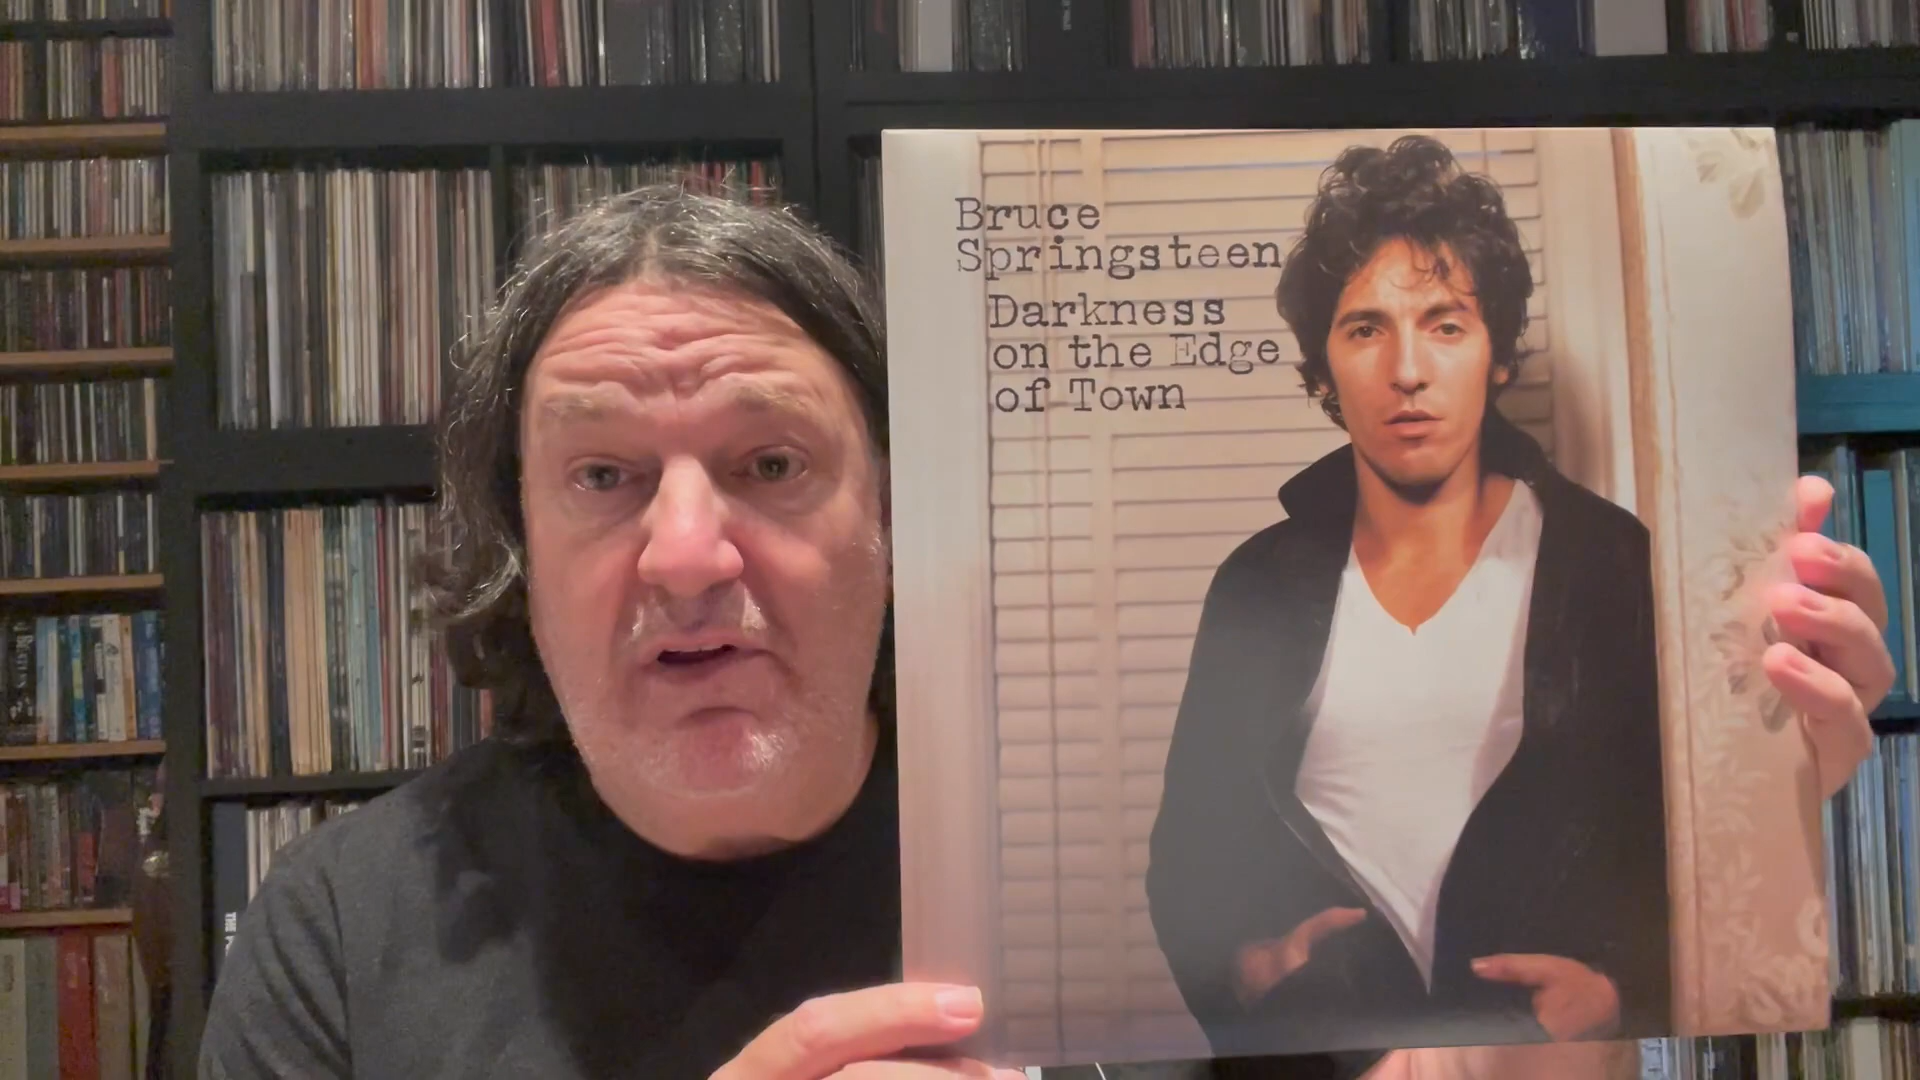 Bruce
Springsteen
Darkness
on the Edge
of Town